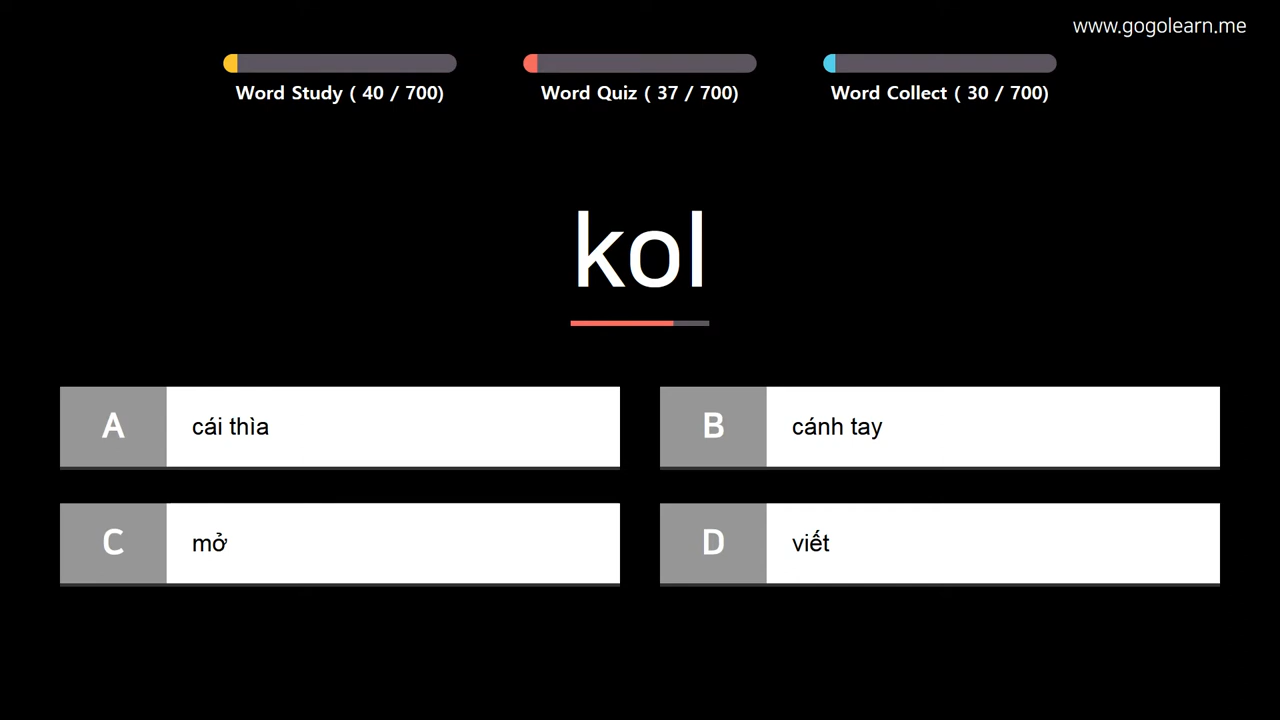 www.gogolearn.me
Word Study ( 40 / 700)
Word Quiz ( 37 / 700)
Word Collect ( 30 / 700)
kol
A cái thìa
B cánh tay
C mở
D viết